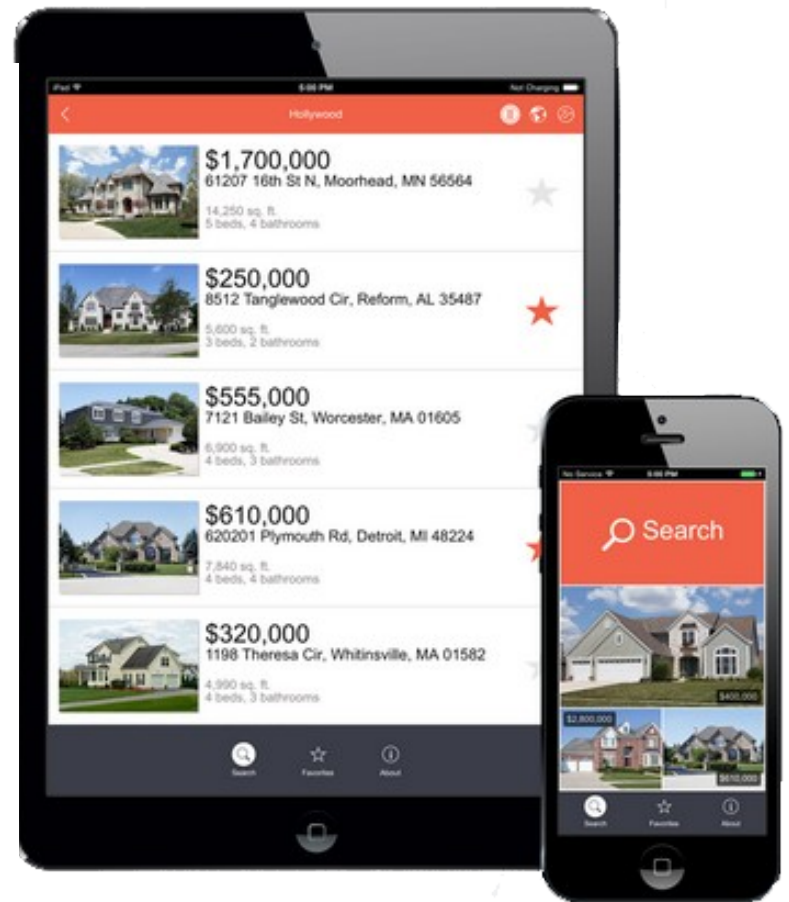 iPad
5:00 PM
Not Charging
Hollywood
$1,700,000
61207 16th St N, Moorhead, MN 56564
14,250 sq. ft.
5 beds, 4 bathrooms
$250,000
8512 Tanglewood Cir, Reform, AL 35487
5,600 sq. ft.
3 beds, 2 bathrooms
$555,000
7121 Bailey St, Worcester, MA 01605
6,900 sq. ft.
4 beds, 3 bathrooms
$610,000
620201 Plymouth Rd, Detroit, MI 48224
7,840 sq. ft.
4 beds, 4 bathrooms
$320,000
1198 Theresa Cir, Whitinsville, MA 01582
4,990 sq. ft.
4 beds, 3 bathrooms
Search
Favorites
About
No Service
5:00 PM
Search
$400,000
$2,800,000
$610,000
Search
Favorites
About